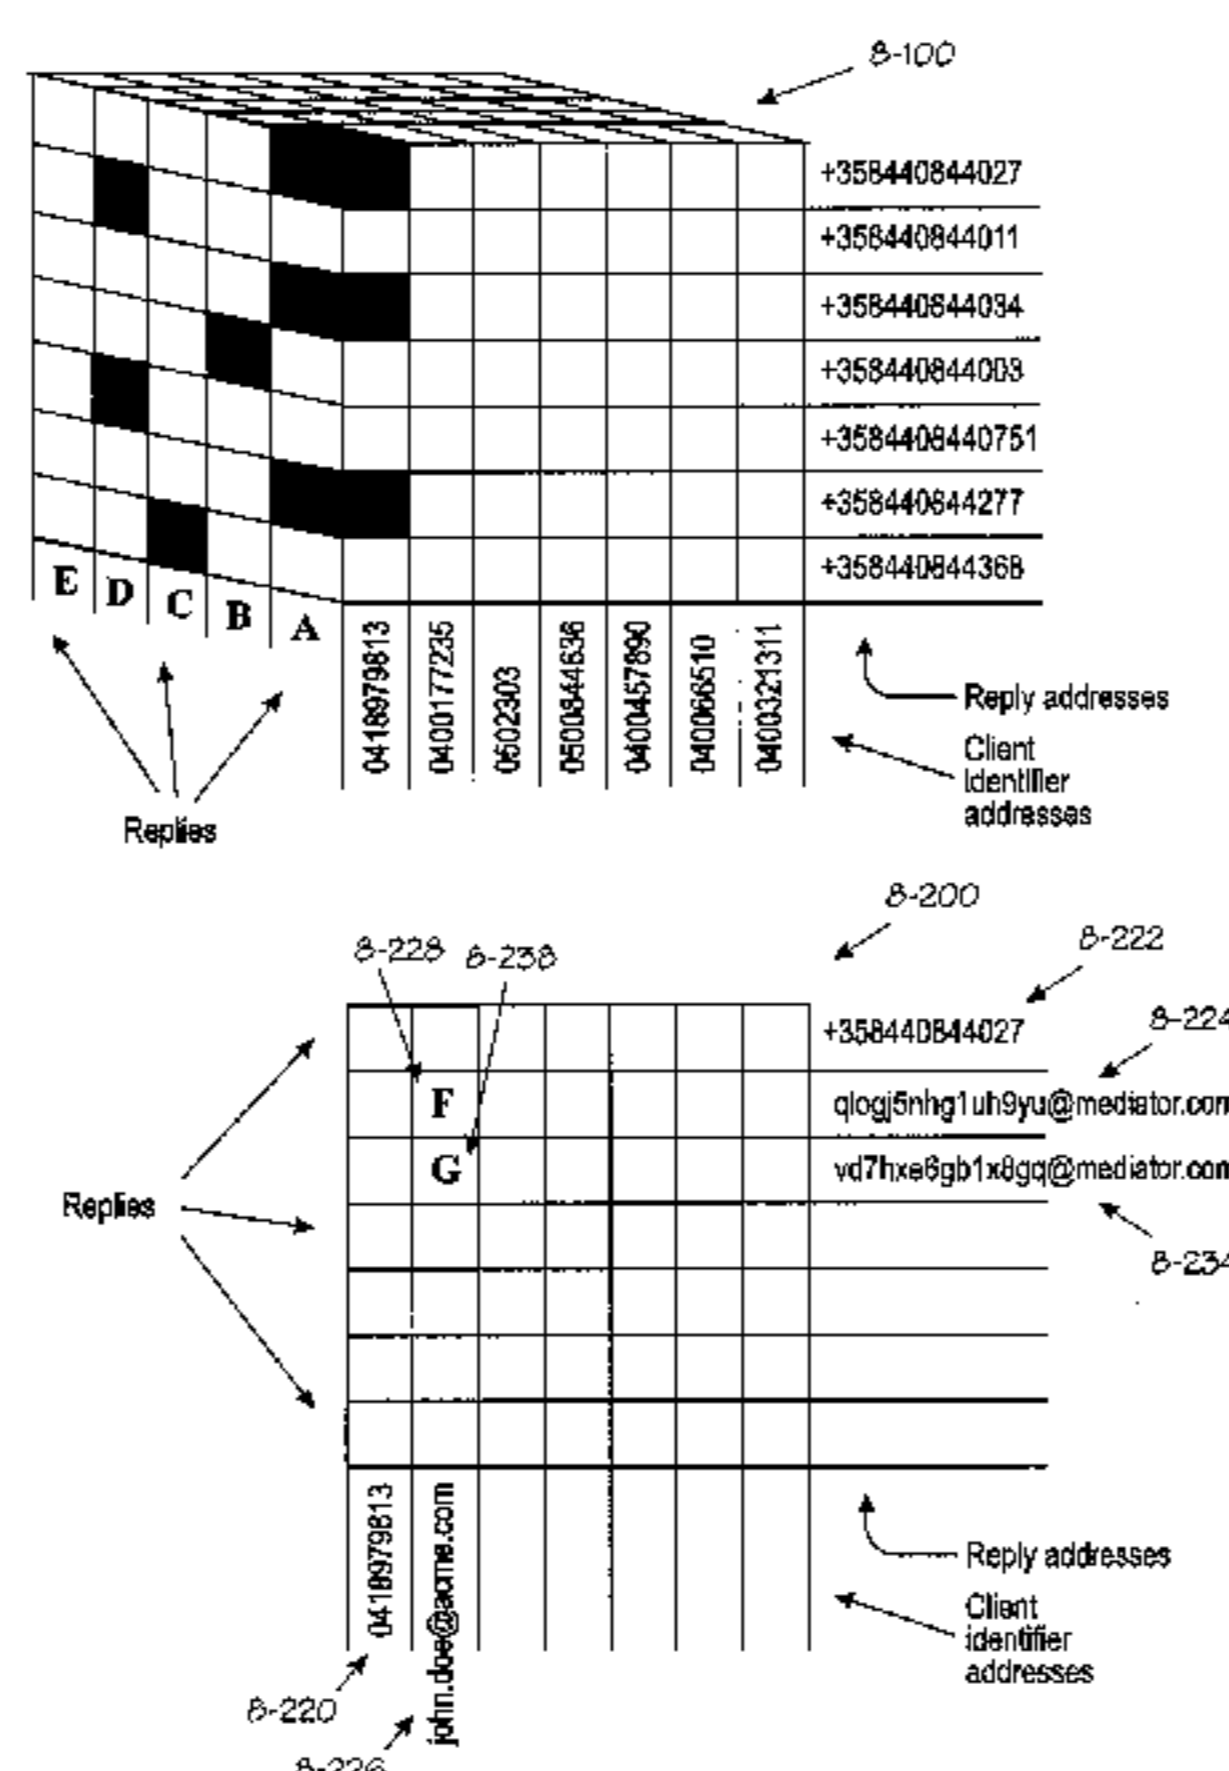 8-100
+358440844027
+358440844011
+358440844034
+358440844003
+3584408440751
+358440844277
+358440844368
E D C B A
0418979813
0400177235
0502303
0500844636
0400457890
040066510
0400321311
Reply addresses
Client
identifier
addresses
Replies
8-200
8-222
8-228
8-238
+358440844027
8-224
F
qlogj5nhg1uh9yu@mediator.com
G
vd7hxe6gb1x8gq@mediator.com
Replies
8-234
0418979813
john.doe@acme.com
Reply addresses
Client
identifier
addresses
8-220
8-226